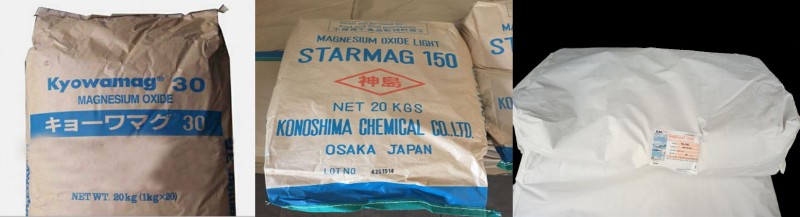 Kyowamag® 30
MAGNESIUM OXIDE
キョーワマグ 30
NET WT. 20kg (1kg×20)
MAGNESIUM OXIDE LIGHT
STARMAG 150
神島
NET 20 KGS
KONOSHIMA CHEMICAL CO.,LTD.
OSAKA JAPAN
LOT NO